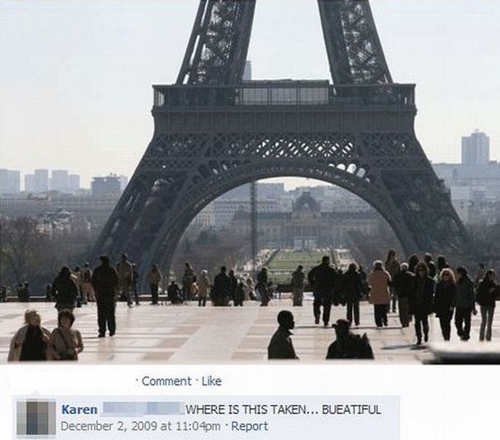 · Comment · Like
Karen WHERE IS THIS TAKEN... BUEATIFUL
December 2, 2009 at 11:04pm · Report